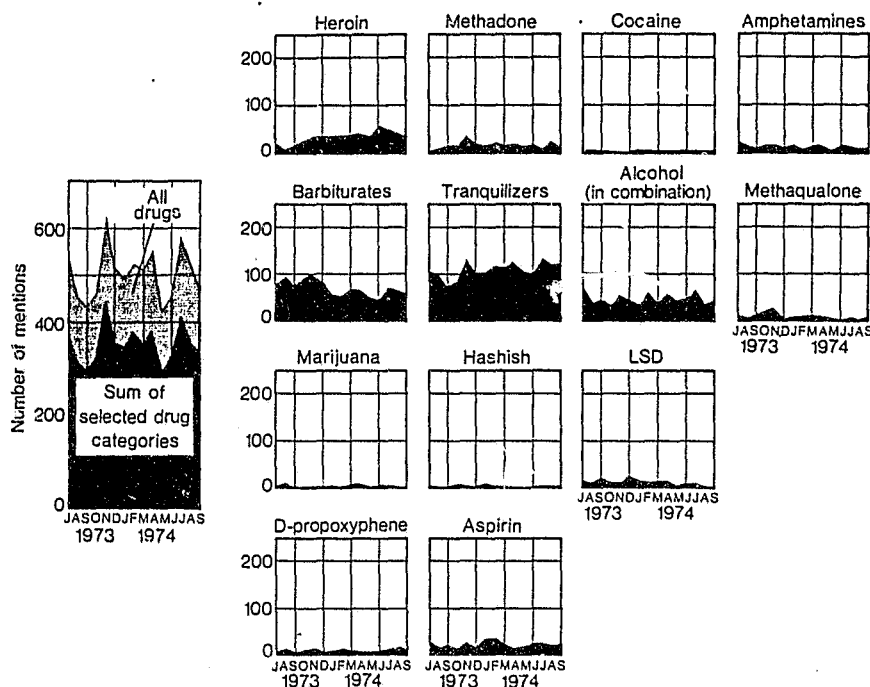 Heroin
Methadone
Cocaine
Amphetamines
200
100
0
Barbiturates
Tranquilizers
Alcohol
(in combination)
Methaqualone
200
100
0
JASONDJFMAMJJAS
1973 1974
Marijuana
Hashish
LSD
200
100
0
JASONDJFMAMJJAS
1973 1974
D-propoxyphene
Aspirin
200
100
0
JASONDJFMAMJJAS
1973 1974
JASONDJFMAMJJAS
1973 1974
Number of mentions
600
400
200
0
All
drugs
Sum of
selected drug
categories
JASONDJFMAMJJAS
1973 1974